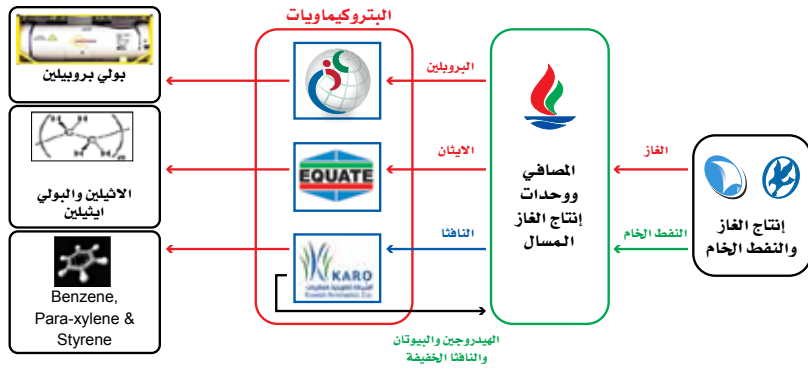 البتروكيماويات
الغاز
النفط الخام
إنتاج الغاز
والنفط الخام
المصافي
ووحدات
إنتاج الغاز
المسال
البروبلين
الايثان
النافثا
EQUATE
KARO
بولي بروبيلين
الاثيلين والبولي
ايثيلين
Benzene,
Para-xylene &
Styrene
الهيدروجين والبيوتان
والنافثا الخفيفة